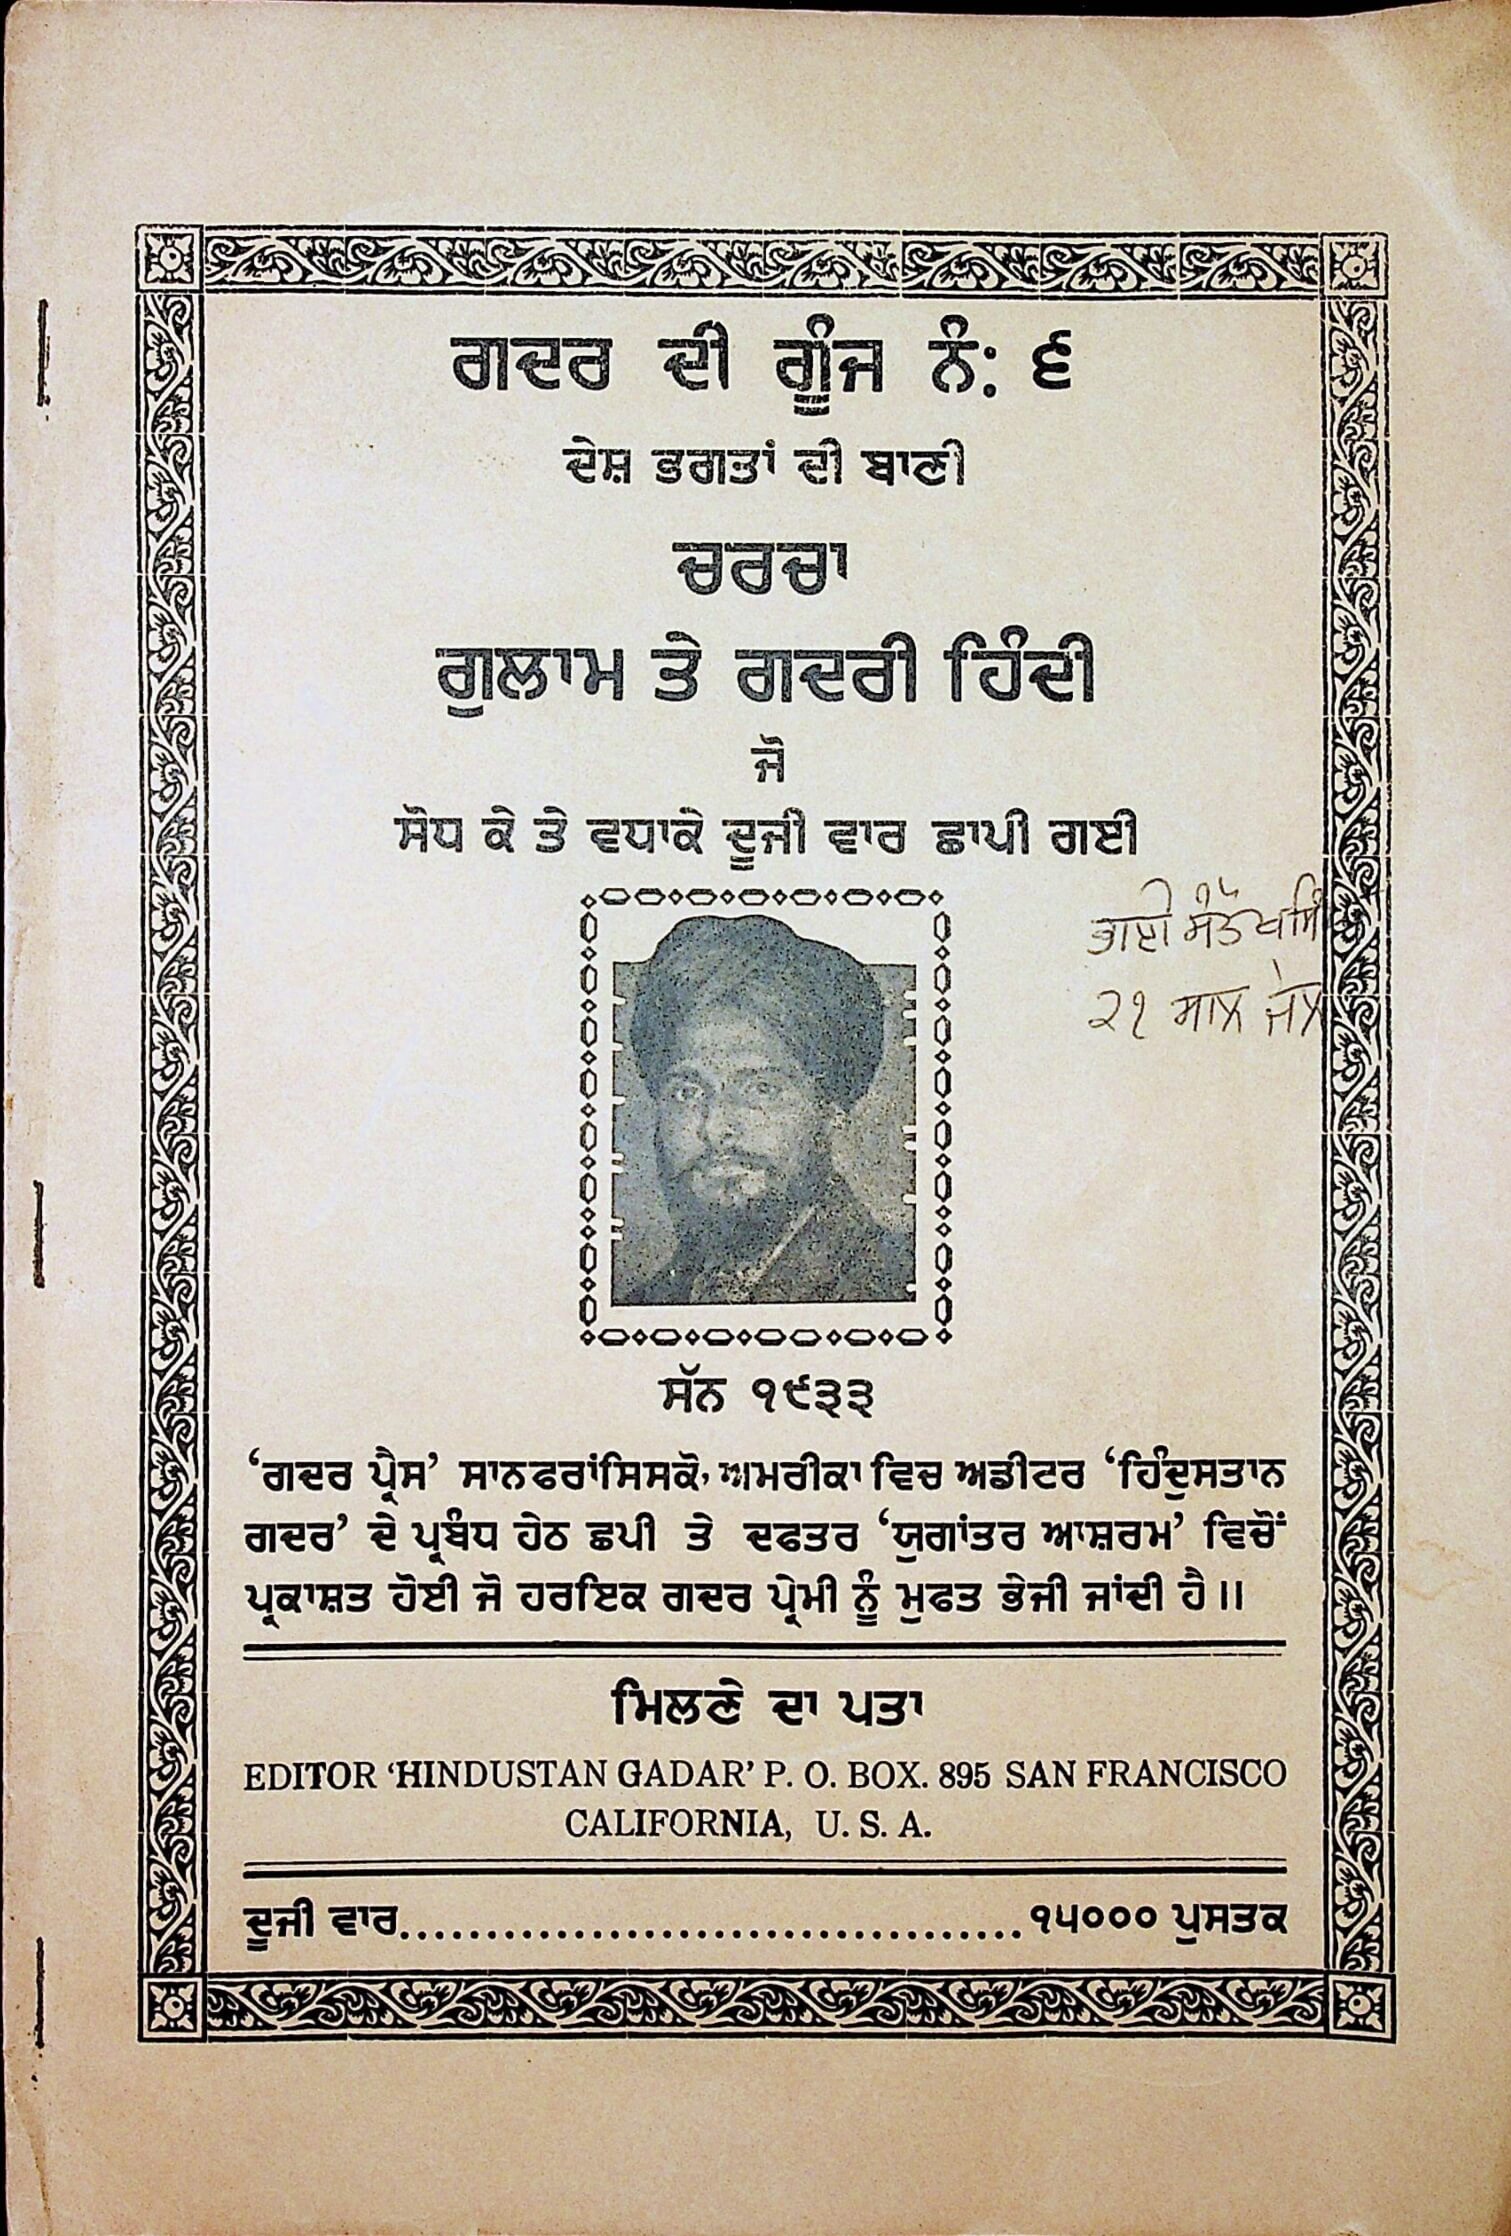 ਗਦਰ ਦੀ ਗੂੰਜ ਨੰ: ੬
ਦੇਸ਼ ਭਗਤਾਂ ਦੀ ਬਾਣੀ
ਚਰਚਾ
ਗੁਲਾਮ ਤੇ ਗਦਰੀ ਹਿੰਦੀ
ਜੋ
ਸੋਧ ਕੇ ਤੇ ਵਧਾਕੇ ਦੂਜੀ ਵਾਰ ਛਾਪੀ ਗਈ
ਭਾਈ ਸੰਤੋਖ ਸਿੰ
੨੧ ਸਾਲ ਜੇਲ
ਸੱਨ ੧੯੩੩
‘ਗਦਰ ਪ੍ਰੈਸ’ ਸਾਨਫਰਾਂਸਿਸਕੋ, ਅਮਰੀਕਾ ਵਿਚ ਅਡੀਟਰ ‘ਹਿੰਦੁਸਤਾਨ
ਗਦਰ’ ਦੇ ਪ੍ਰਬੰਧ ਹੇਠ ਛਪੀ ਤੇ ਦਫਤਰ ‘ਯੁਗਾਂਤਰ ਆਸ਼ਰਮ’ ਵਿਚੋਂ
ਪ੍ਰਕਾਸ਼ਤ ਹੋਈ ਜੋ ਹਰਇਕ ਗਦਰ ਪ੍ਰੇਮੀ ਨੂੰ ਮੁਫਤ ਭੇਜੀ ਜਾਂਦੀ ਹੈ॥
ਮਿਲਣੇ ਦਾ ਪਤਾ
EDITOR ‘HINDUSTAN GADAR’ P. O. BOX. 895 SAN FRANCISCO
CALIFORNIA, U. S. A.
ਦੂਜੀ ਵਾਰ....................................੧੫੦੦੦ ਪੁਸਤਕ